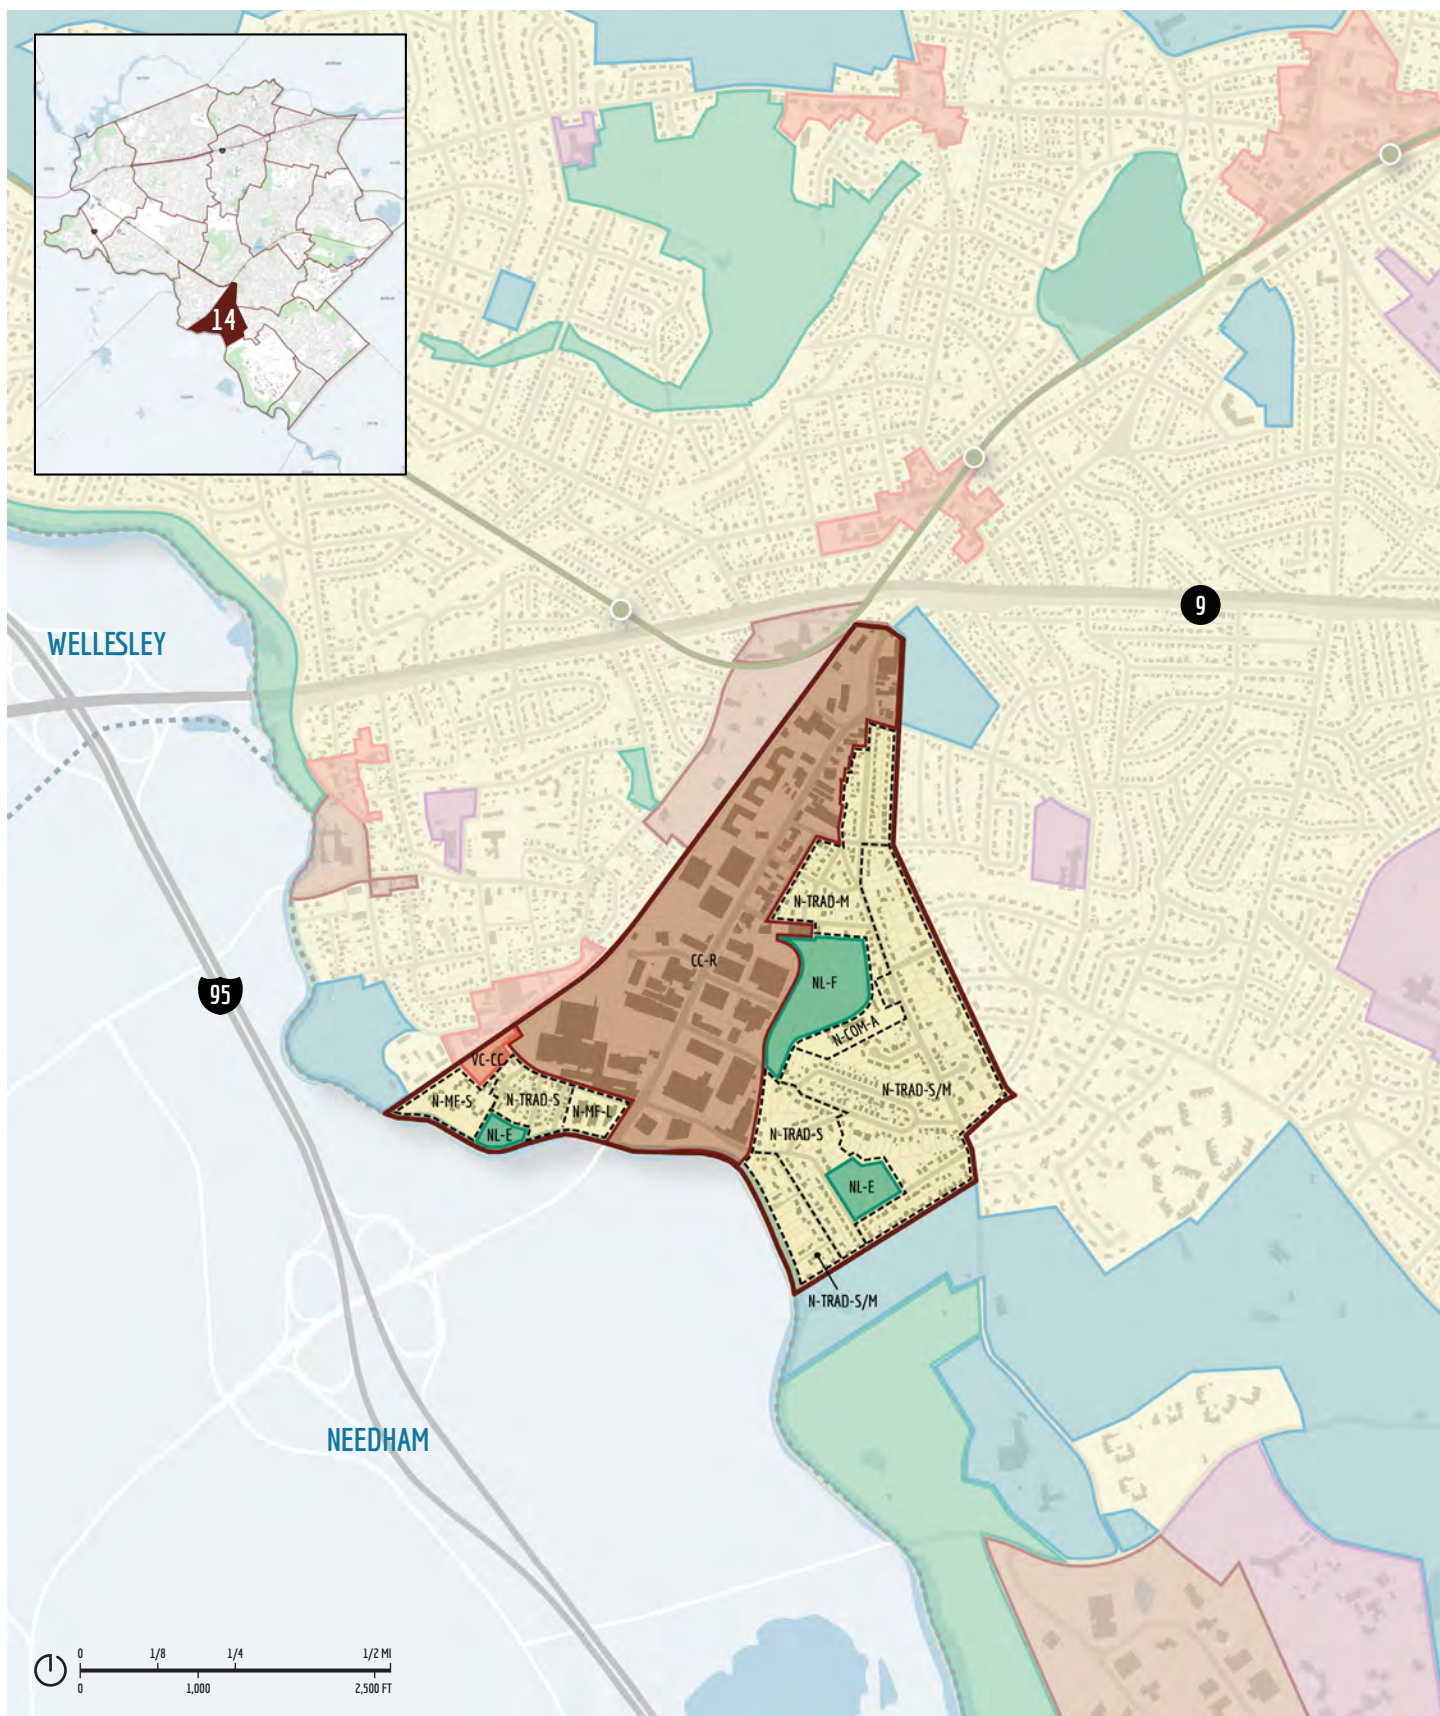 14
9
WELLESLEY
N-TRAD-M
CC-R
NL-F
95
N-COM-A
VC-CC
N-TRAD-S/M
N-MF-S
N-TRAD-S
N-MF-L
NL-E
N-TRAD-S
NL-E
N-TRAD-S/M
NEEDHAM
0 1/8 1/4 1/2 MI
0 1,000 2,500 FT